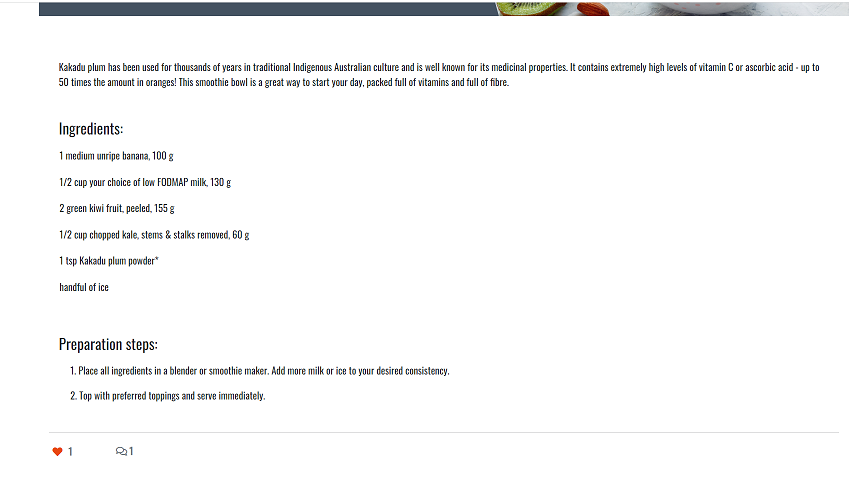 Kakadu plum has been used for thousands of years in traditional Indigenous Australian culture and is well known for its medicinal properties. It contains extremely high levels of vitamin C or ascorbic acid - up to
50 times the amount in oranges! This smoothie bowl is a great way to start your day, packed full of vitamins and full of fibre.
Ingredients:
1 medium unripe banana, 100 g
1/2 cup your choice of low FODMAP milk, 130 g
2 green kiwi fruit, peeled, 155 g
1/2 cup chopped kale, stems & stalks removed, 60 g
1 tsp Kakadu plum powder*
handful of ice
Preparation steps:
1. Place all ingredients in a blender or smoothie maker. Add more milk or ice to your desired consistency.
2. Top with preferred toppings and serve immediately.
1 1